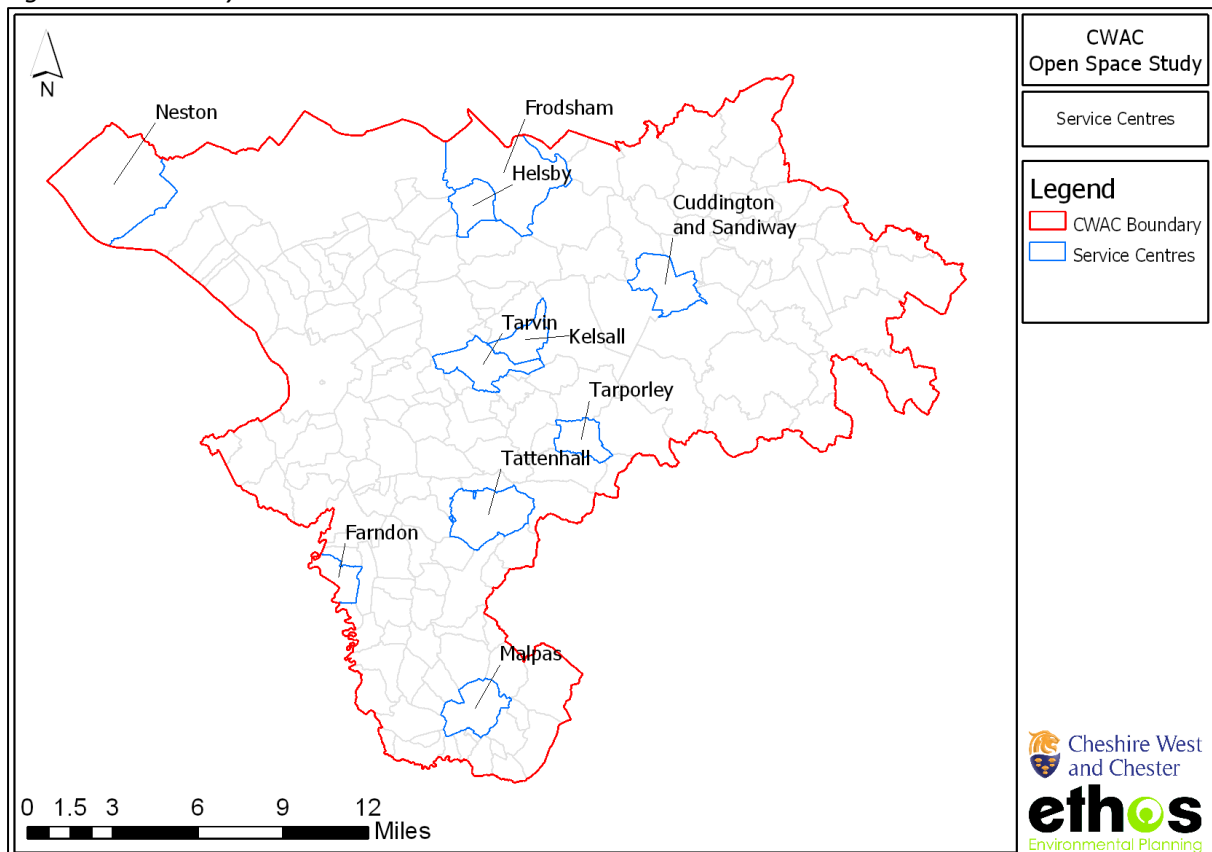 CWAC
Open Space Study
Service Centres
Legend
CWAC Boundary
Service Centres
N
Neston
Frodsham
Helsby
Cuddington
and Sandiway
Tarvin
Kelsall
Tarporley
Tattenhall
Farndon
Malpas
0 1.5 3 6 9 12
Miles
Cheshire West
and Chester
ethos
Environmental Planning